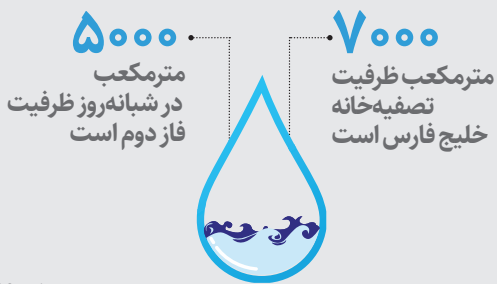 ۷۰۰۰
مترمکعب ظرفیت
تصفیه‌خانه
خلیج فارس است
۵۰۰۰
مترمکعب
در شبانه‌روز ظرفیت
فاز دوم است